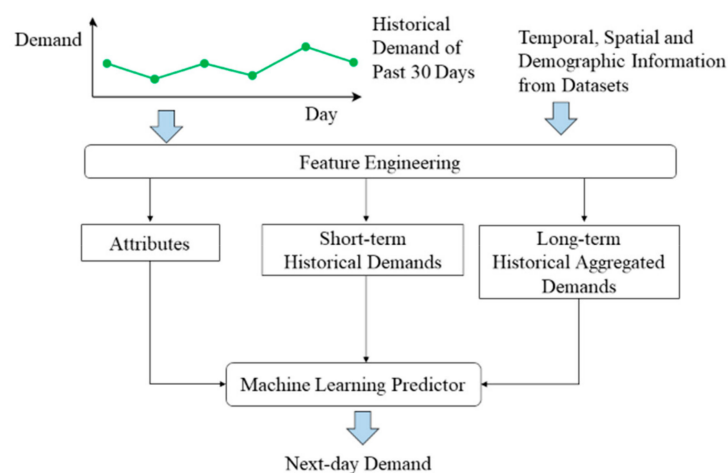 Demand
Historical
Demand of
Past 30 Days
Day
Temporal, Spatial and
Demographic Information
from Datasets
Feature Engineering
Attributes
Short-term
Historical Demands
Long-term
Historical Aggregated
Demands
Machine Learning Predictor
Next-day Demand